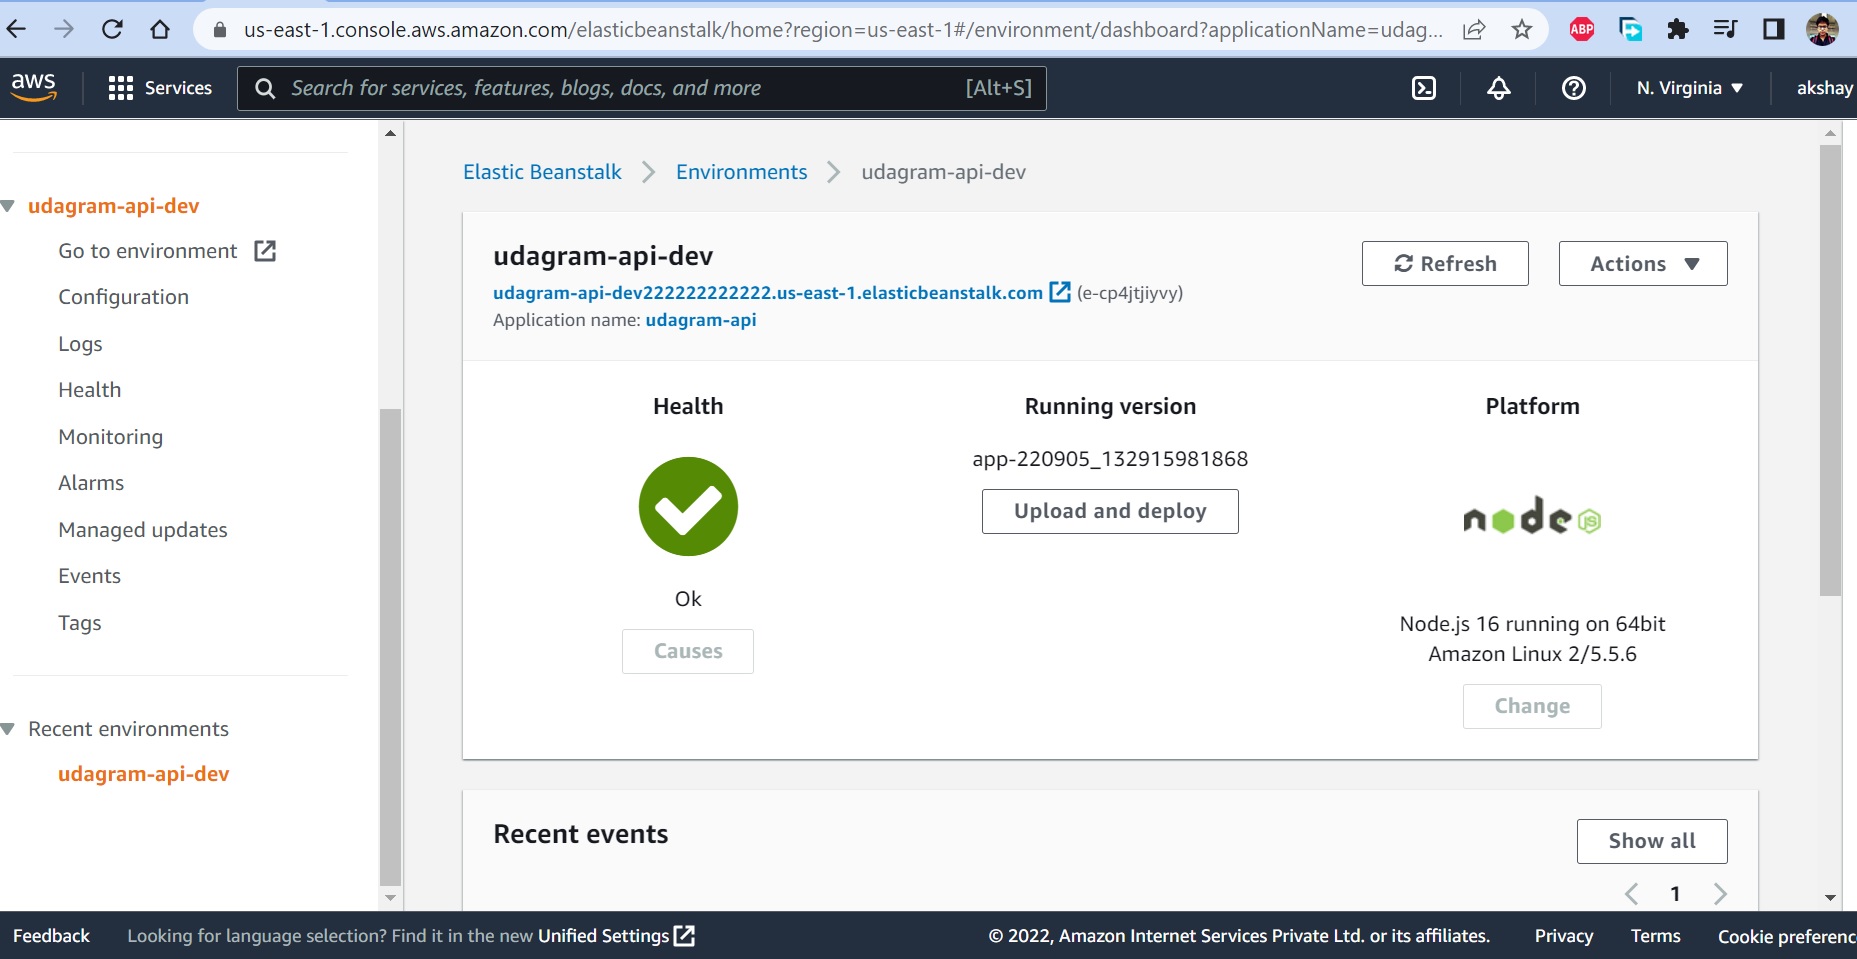 us-east-1.console.aws.amazon.com/elasticbeanstalk/home?region=us-east-1#/environment/dashboard?applicationName=udag...
ABP
aws
Services
Search for services, features, blogs, docs, and more
[Alt+S]
N. Virginia
akshay
udagram-api-dev
Go to environment
Configuration
Logs
Health
Monitoring
Alarms
Managed updates
Events
Tags
Recent environments
udagram-api-dev
Elastic Beanstalk
Environments
udagram-api-dev
udagram-api-dev
udagram-api-dev222222222222.us-east-1.elasticbeanstalk.com (e-cp4jtjiyvy)
Application name: udagram-api
Refresh
Actions
Health
Ok
Causes
Running version
app-220905_132915981868
Upload and deploy
Platform
node JS
Node.js 16 running on 64bit
Amazon Linux 2/5.5.6
Change
Recent events
Show all
1
Feedback
Looking for language selection? Find it in the new Unified Settings
© 2022, Amazon Internet Services Private Ltd. or its affiliates.
Privacy
Terms
Cookie preferenc